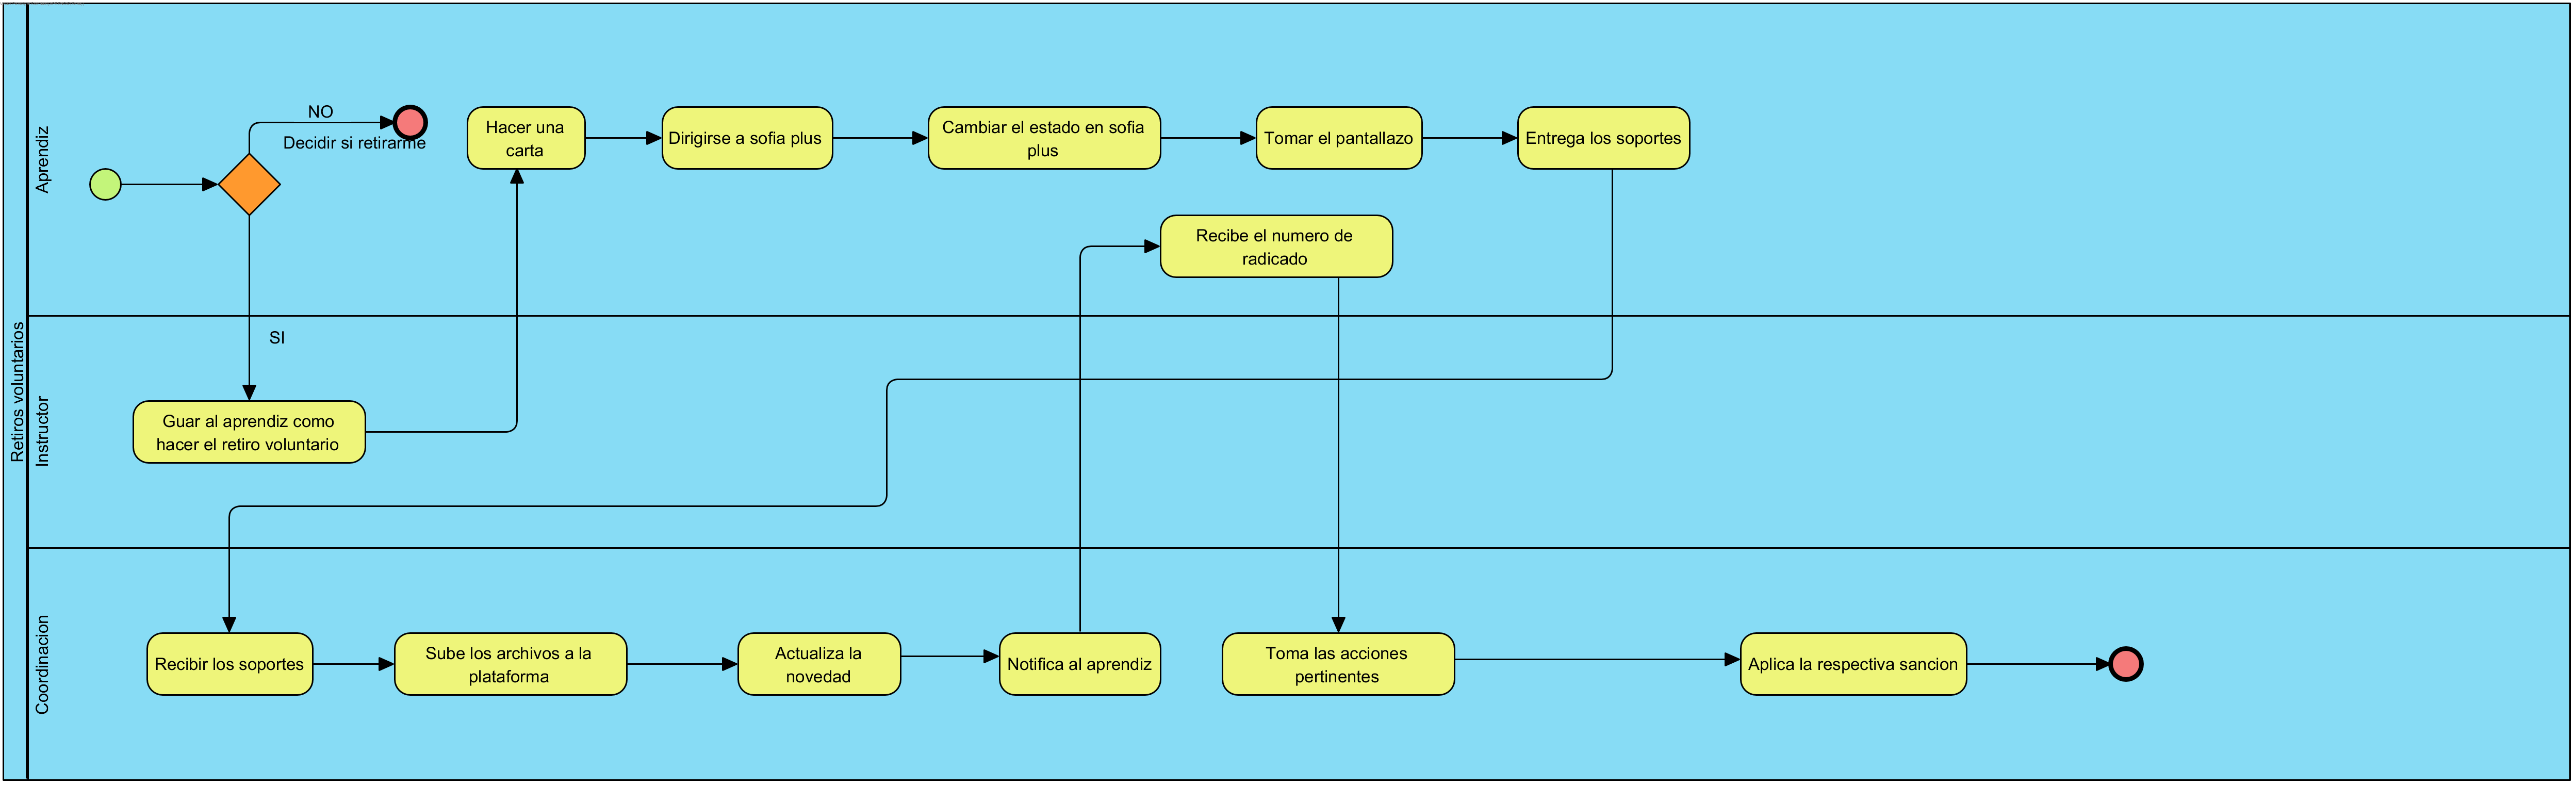 Retiros voluntarios
Aprendiz
NO
Decidir si retirarme
Hacer una
carta
Dirigirse a sofia plus
Cambiar el estado en sofia
plus
Tomar el pantallazo
Entrega los soportes
Recibe el numero de
radicado
Instructor
SI
Guar al aprendiz como
hacer el retiro voluntario
Coordinacion
Recibir los soportes
Sube los archivos a la
plataforma
Actualiza la
novedad
Notifica al aprendiz
Toma las acciones
pertinentes
Aplica la respectiva sancion